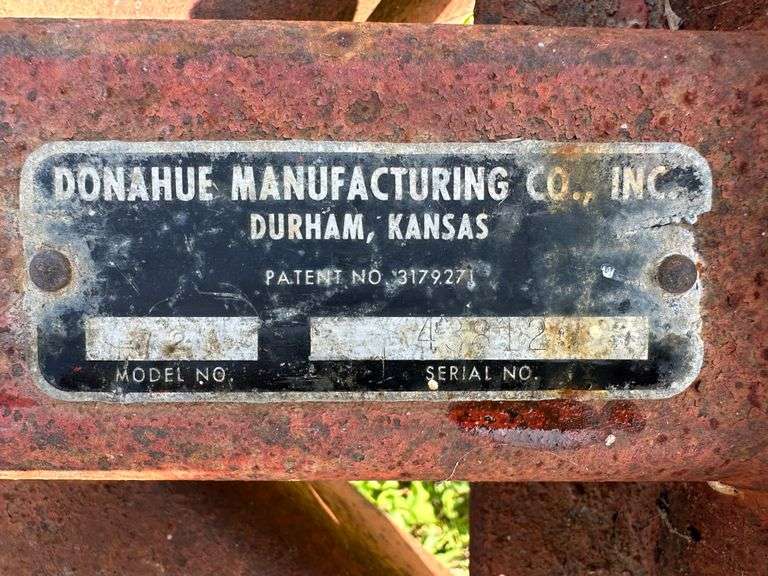 DONAHUE MANUFACTURING CO., INC.
DURHAM, KANSAS
PATENT NO. 3179271
MODEL NO.
SERIAL NO.